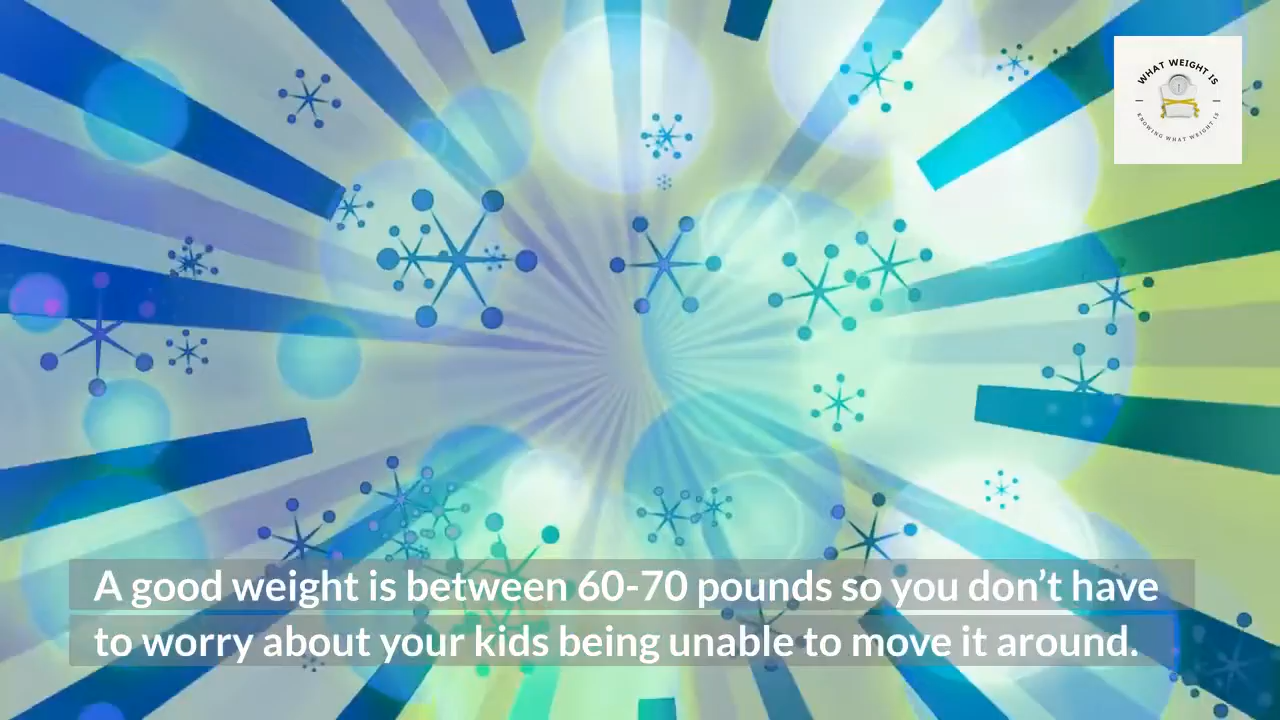 WHAT WEIGHT IS
KNOWING WHAT WEIGHT IS
A good weight is between 60-70 pounds so you don’t have
to worry about your kids being unable to move it around.